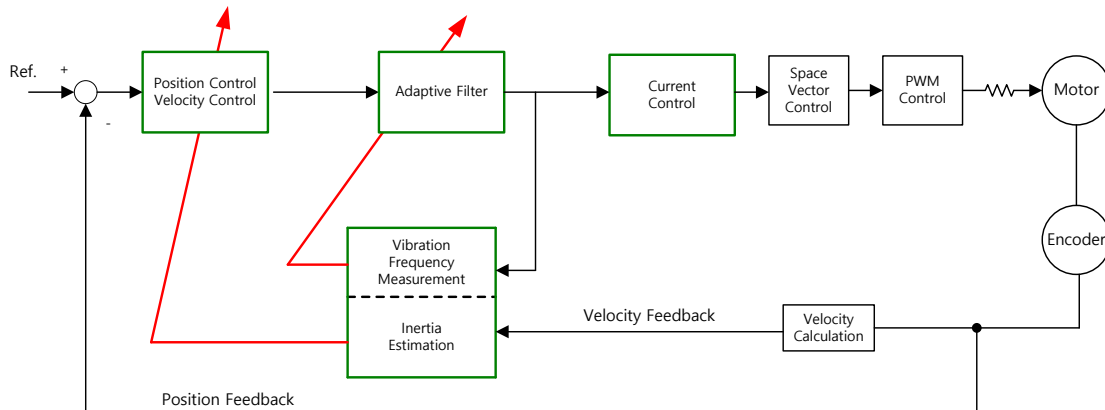 Ref.
+
-
Position Control
Velocity Control
Adaptive Filter
Current
Control
Space
Vector
Control
PWM
Control
Motor
Encoder
Vibration
Frequency
Measurement
Inertia
Estimation
Velocity Feedback
Velocity
Calculation
Position Feedback